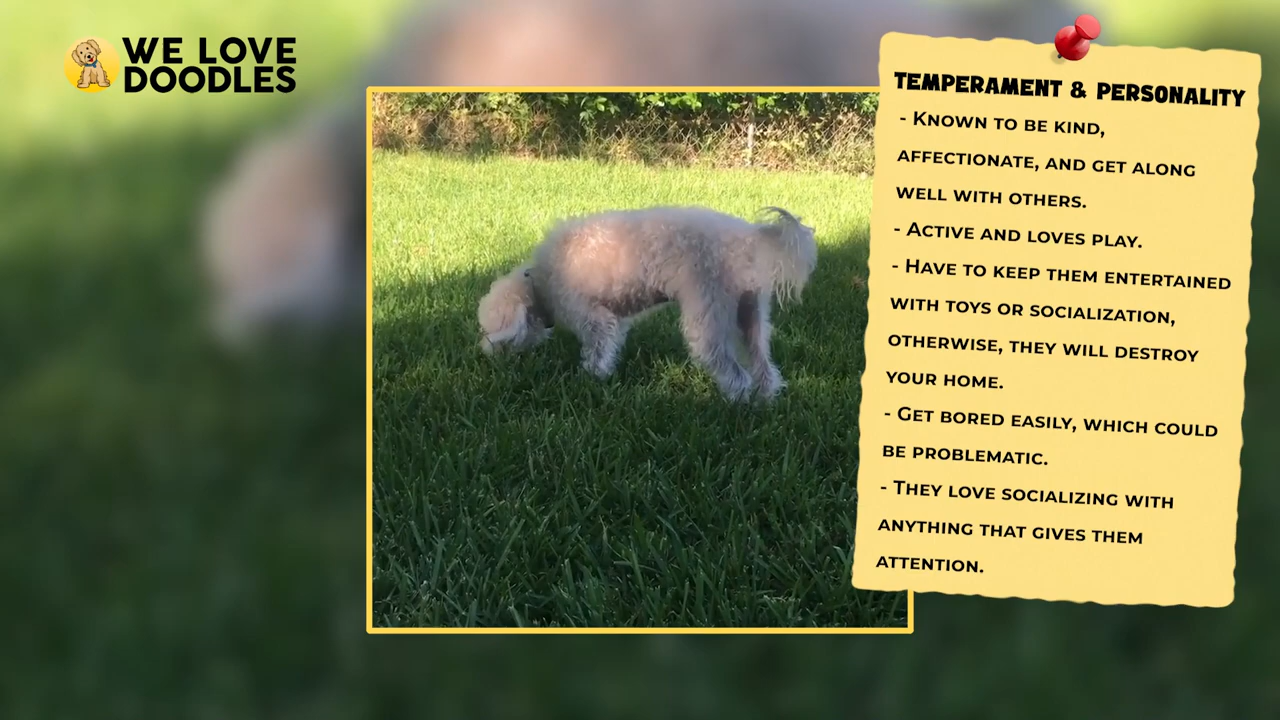 WE LOVE
DOODLES
TEMPERAMENT & PERSONALITY
- KNOWN TO BE KIND,
AFFECTIONATE, AND GET ALONG
WELL WITH OTHERS.
- ACTIVE AND LOVES PLAY.
- HAVE TO KEEP THEM ENTERTAINED
WITH TOYS OR SOCIALIZATION,
OTHERWISE, THEY WILL DESTROY
YOUR HOME.
- GET BORED EASILY, WHICH COULD
BE PROBLEMATIC.
- THEY LOVE SOCIALIZING WITH
ANYTHING THAT GIVES THEM
ATTENTION.